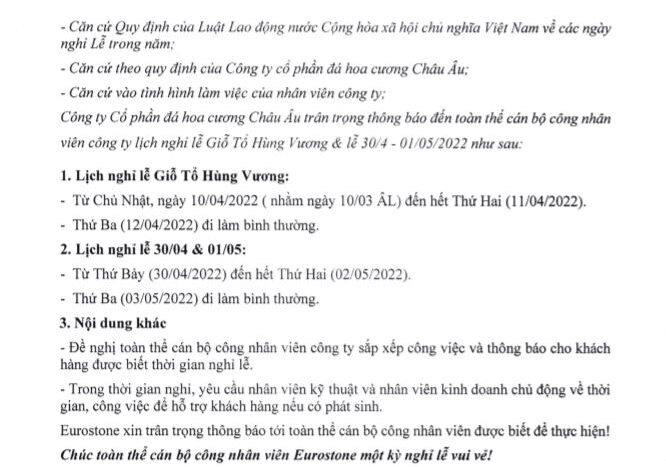 - Căn cứ Quy định của Luật Lao động nước Cộng hòa xã hội chủ nghĩa Việt Nam về các ngày
nghỉ Lễ trong năm;
- Căn cứ theo quy định của Công ty cổ phần đá hoa cương Châu Âu;
- Căn cứ vào tình hình làm việc của nhân viên công ty;
Công ty Cổ phần đá hoa cương Châu Âu trân trọng thông báo đến toàn thể cán bộ công nhân
viên công ty lịch nghỉ lễ Giỗ Tổ Hùng Vương & lễ 30/4 - 01/05/2022 như sau:
1. Lịch nghỉ lễ Giỗ Tổ Hùng Vương:
- Từ Chủ Nhật, ngày 10/04/2022 ( nhằm ngày 10/03 ÂL) đến hết Thứ Hai (11/04/2022).
- Thứ Ba (12/04/2022) đi làm bình thường.
2. Lịch nghỉ lễ 30/04 & 01/05:
- Từ Thứ Bảy (30/04/2022) đến hết Thứ Hai (02/05/2022).
- Thứ Ba (03/05/2022) đi làm bình thường.
3. Nội dung khác
- Đề nghị toàn thể cán bộ công nhân viên công ty sắp xếp công việc và thông báo cho khách
hàng được biết thời gian nghỉ lễ.
- Trong thời gian nghỉ, yêu cầu nhân viên kỹ thuật và nhân viên kinh doanh chủ động về thời
gian, công việc để hỗ trợ khách hàng nếu có phát sinh.
Eurostone xin trân trọng thông báo tới toàn thể cán bộ công nhân viên được biết để thực hiện!
Chúc toàn thể cán bộ công nhân viên Eurostone một kỳ nghỉ lễ vui vẻ!